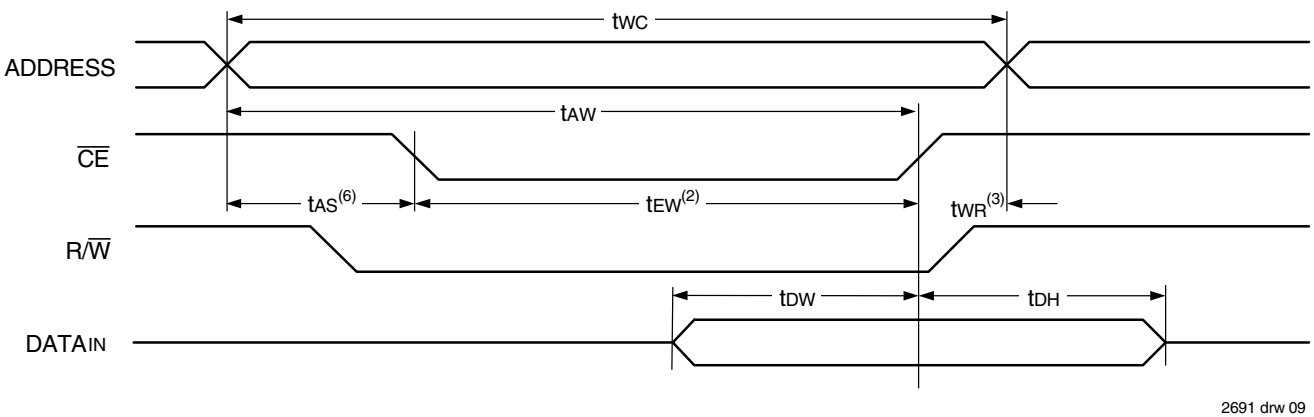 tWC
ADDRESS
tAW
CE
tAS(6) tEW(2) tWR(3)
R/W
tDW tDH
DATAIN
2691 drw 09